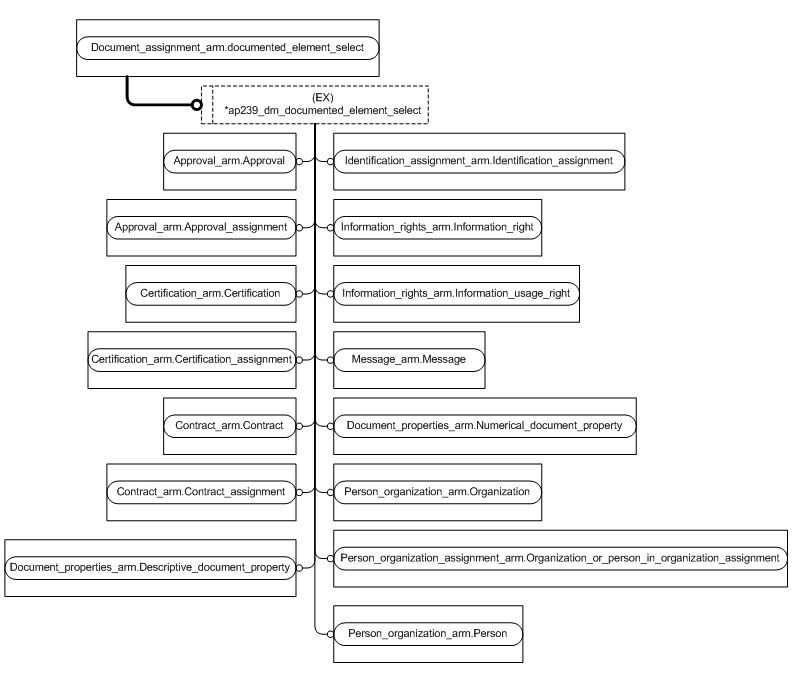 Document_assignment_arm.documented_element_select
(EX)
*ap239_dm_documented_element_select
Approval_arm.Approval
Identification_assignment_arm.Identification_assignment
Approval_arm.Approval_assignment
Information_rights_arm.Information_right
Certification_arm.Certification
Information_rights_arm.Information_usage_right
Certification_arm.Certification_assignment
Message_arm.Message
Contract_arm.Contract
Document_properties_arm.Numerical_document_property
Contract_arm.Contract_assignment
Person_organization_arm.Organization
Person_organization_assignment_arm.Organization_or_person_in_organization_assignment
Document_properties_arm.Descriptive_document_property
Person_organization_arm.Person